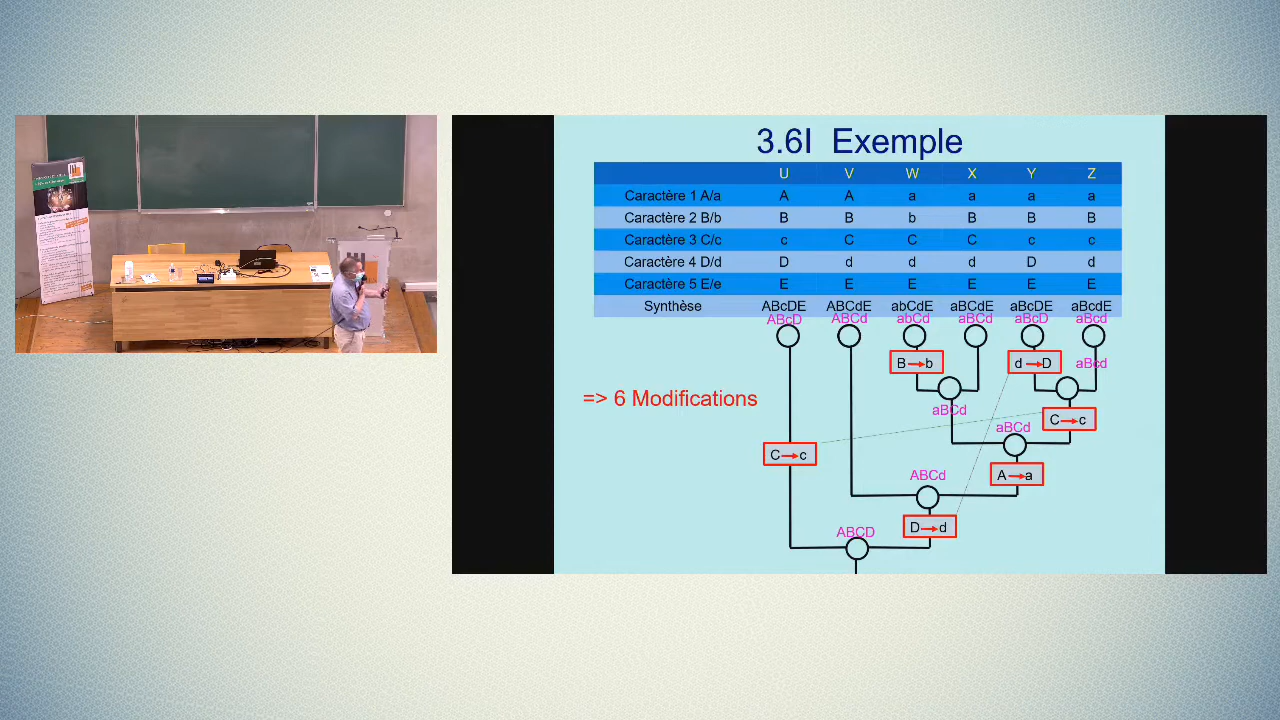 3.6I Exemple
U V W X Y Z
Caractère 1 A/a A A a a a a
Caractère 2 B/b B B b B B B
Caractère 3 C/c c C C C c c
Caractère 4 D/d D d d d D d
Caractère 5 E/e E E E E E E
Synthèse ABcDE ABCdE abCdE aBCdE aBcDE aBcdE
ABcD ABCd abCd aBCd aBcD aBcd
B→b d→D aBcd
=> 6 Modifications
aBCd
C→c
aBCd
C→c
A→a
ABCd
D→d
ABCD